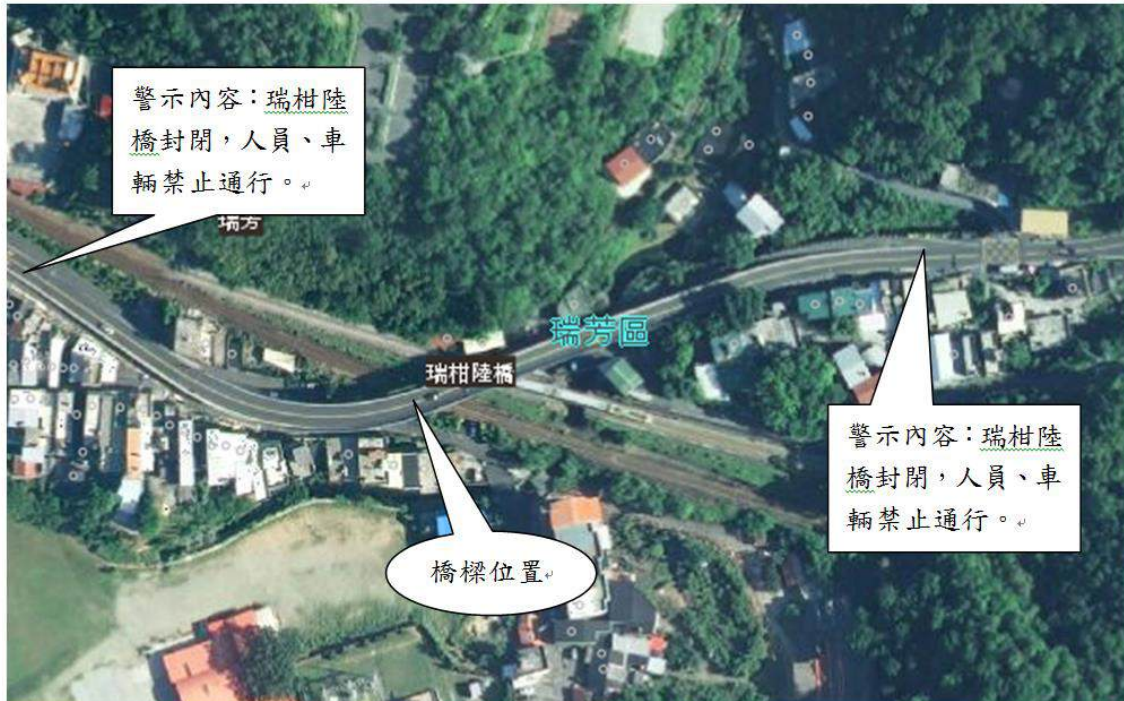 警示內容：瑞柑陸
橋封閉，人員、車
輛禁止通行。
瑞芳
瑞芳區
瑞柑陸橋
警示內容：瑞柑陸
橋封閉，人員、車
輛禁止通行。
橋樑位置